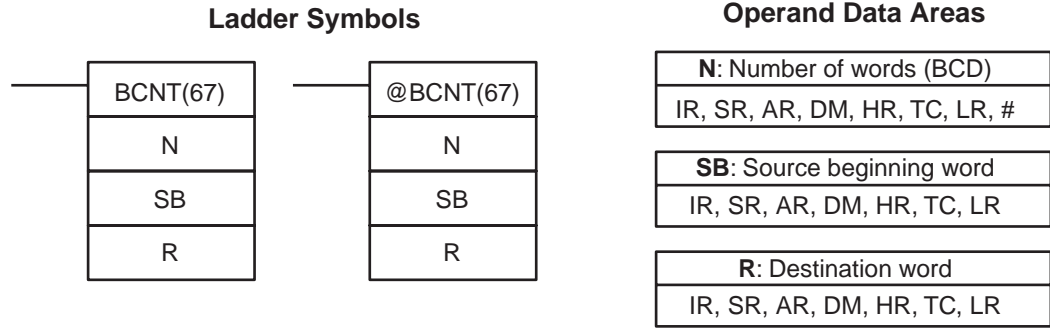 Ladder Symbols
BCNT(67)
N
SB
R
@BCNT(67)
N
SB
R
Operand Data Areas
N: Number of words (BCD)
IR, SR, AR, DM, HR, TC, LR, #
SB: Source beginning word
IR, SR, AR, DM, HR, TC, LR
R: Destination word
IR, SR, AR, DM, HR, TC, LR